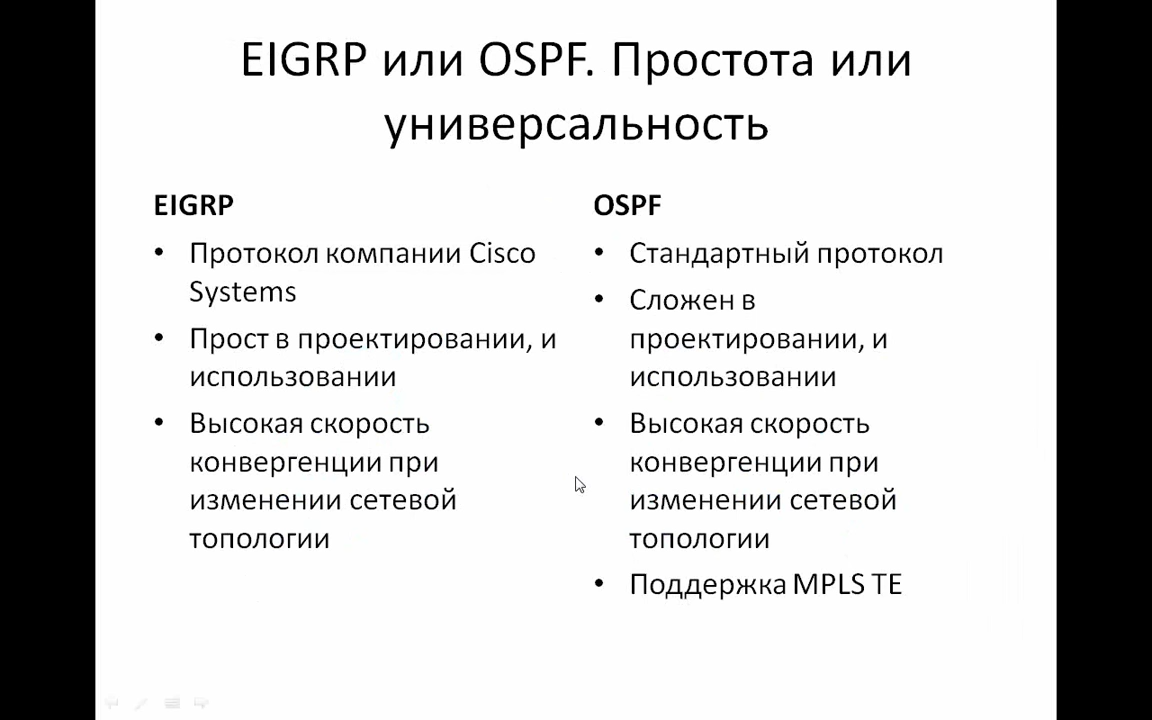 EIGRP или OSPF. Простота или
универсальность
EIGRP
• Протокол компании Cisco
Systems
• Прост в проектировании, и
использовании
• Высокая скорость
конвергенции при
изменении сетевой
топологии
OSPF
• Стандартный протокол
• Сложен в
проектировании, и
использовании
• Высокая скорость
конвергенции при
изменении сетевой
топологии
• Поддержка MPLS TE